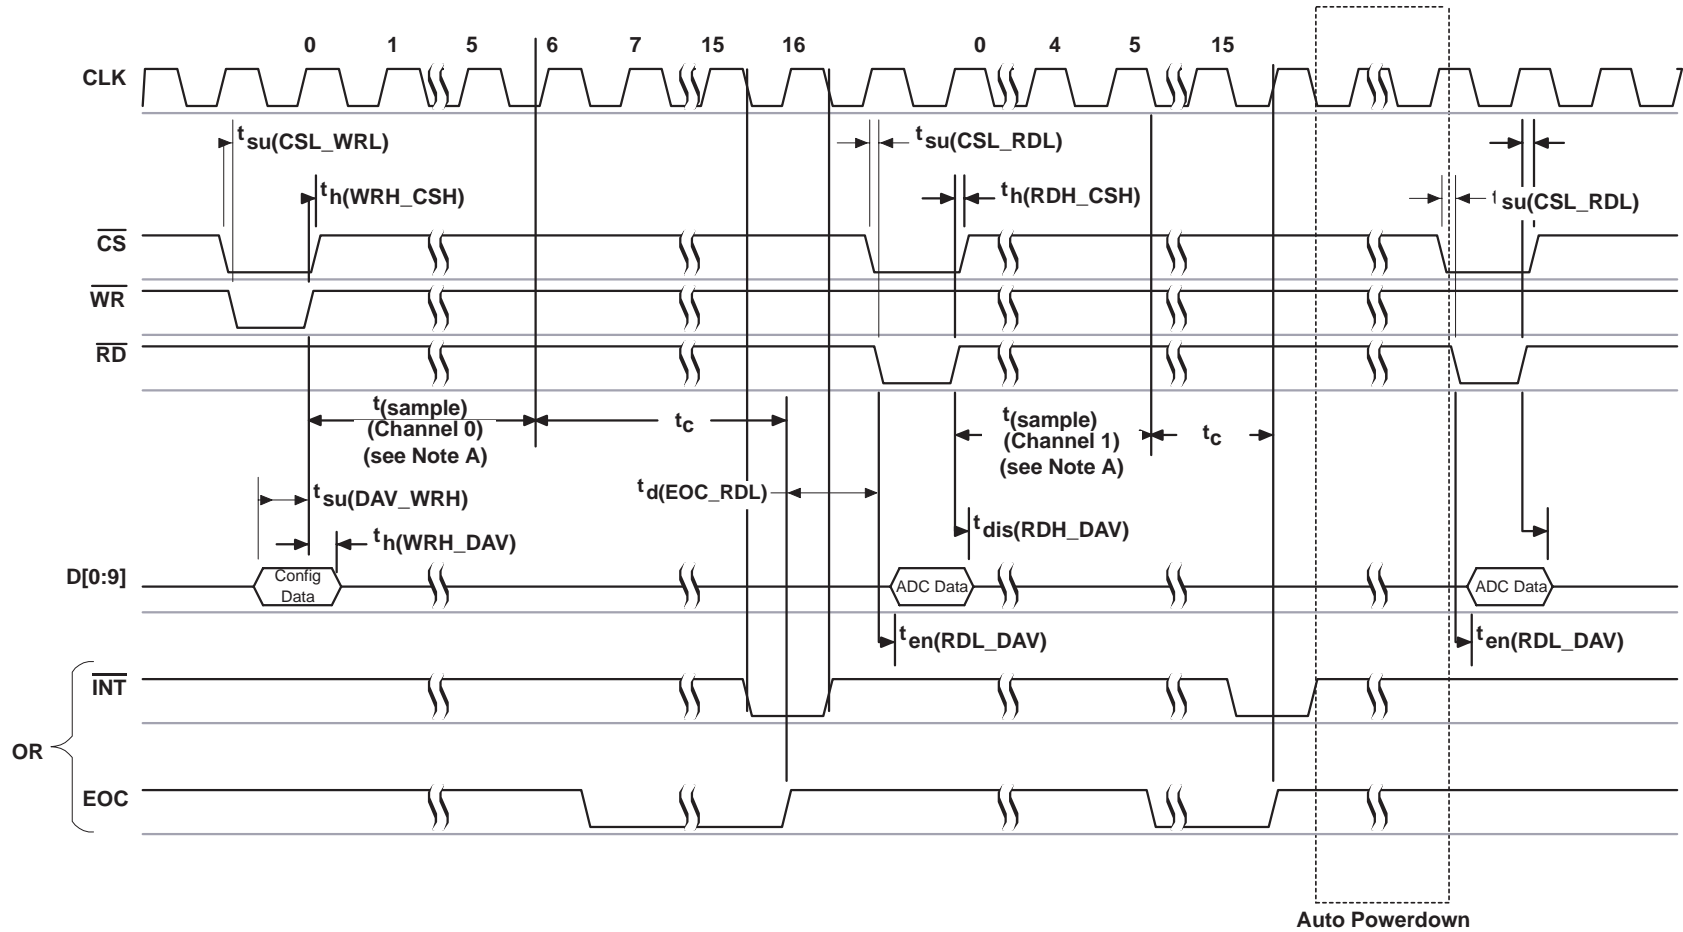 0 1 5 6 7 15 16 0 4 5 15
CLK
tsu(CSL_WRL)
tsu(CSL_RDL)
th(WRH_CSH)
th(RDH_CSH)
tsu(CSL_RDL)
CS
WR
RD
t(sample)
(Channel 0)
(see Note A)
tc
t(sample)
(Channel 1)
(see Note A)
tc
tsu(DAV_WRH)
td(EOC_RDL)
th(WRH_DAV)
tdis(RDH_DAV)
D[0:9]
Config
Data
ADC Data
ADC Data
ten(RDL_DAV)
ten(RDL_DAV)
INT
OR
EOC
Auto Powerdown